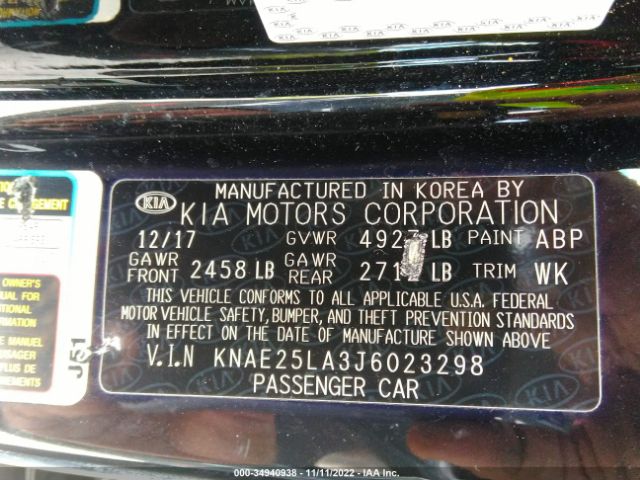 KIA
MANUFACTURED IN KOREA BY
KIA MOTORS CORPORATION
12/17 GVWR LB PAINT ABP
GAWR FRONT 2458 LB GAWR REAR LB TRIM WK
THIS VEHICLE CONFORMS TO ALL APPLICABLE U.S.A. FEDERAL
MOTOR VEHICLE SAFETY, BUMPER, AND THEFT PREVENTION STANDARDS
IN EFFECT ON THE DATE OF MANUFACTURE SHOWN ABOVE
V.I.N KNAE25LA3J6023298
PASSENGER CAR
J51
OWNER'S
000-34940938 - 11/11/2022 - IAA Inc.